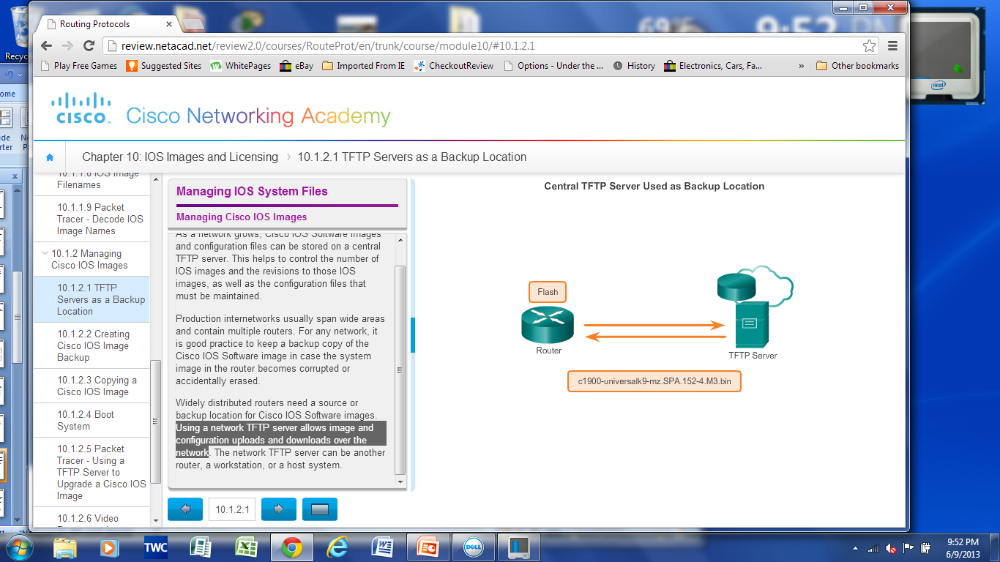 Recyc
69%
9:52
Routing Protocols
review.netacad.net/review2.0/courses/RouteProt/en/trunk/course/module10/#10.1.2.1
Play Free Games
Suggested Sites
WhitePages
eBay
Imported From IE
CheckoutReview
Options - Under the ...
History
Electronics, Cars, Fa...
»
Other bookmarks
ome
intel
CISCO
Cisco Networking Academy
Chapter 10: IOS Images and Licensing
10.1.2.1 TFTP Servers as a Backup Location
10.1.1.6 IOS Image
Filenames
10.1.1.9 Packet
Tracer - Decode IOS
Image Names
10.1.2 Managing
Cisco IOS Images
10.1.2.1 TFTP
Servers as a Backup
Location
10.1.2.2 Creating
Cisco IOS Image
Backup
10.1.2.3 Copying a
Cisco IOS Image
10.1.2.4 Boot
System
10.1.2.5 Packet
Tracer - Using a
TFTP Server to
Upgrade a Cisco IOS
Image
10.1.2.6 Video
Managing IOS System Files
Managing Cisco IOS Images
As a network grows, Cisco IOS Software images
and configuration files can be stored on a central
TFTP server. This helps to control the number of
IOS images and the revisions to those IOS
images, as well as the configuration files that
must be maintained.
Production internetworks usually span wide areas
and contain multiple routers. For any network, it
is good practice to keep a backup copy of the
Cisco IOS Software image in case the system
image in the router becomes corrupted or
accidentally erased.
Widely distributed routers need a source or
backup location for Cisco IOS Software images.
Using a network TFTP server allows image and
configuration uploads and downloads over the
network. The network TFTP server can be another
router, a workstation, or a host system.
10.1.2.1
Central TFTP Server Used as Backup Location
Flash
Router
TFTP Server
c1900-universalk9-mz.SPA.152-4.M3.bin
TWC
DELL
9:52 PM
6/9/2013